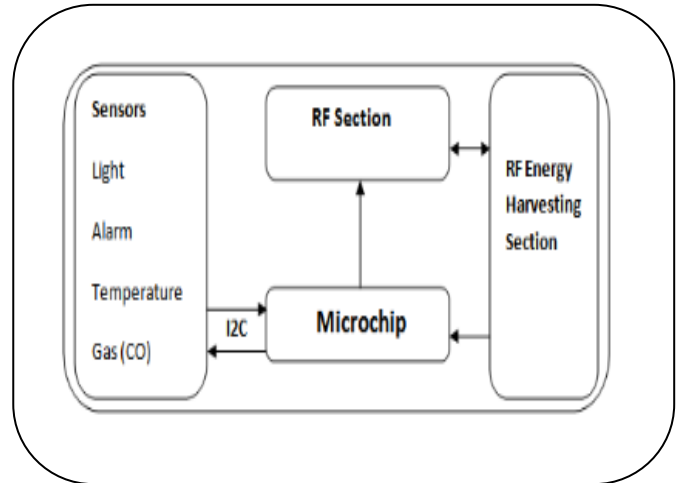 Sensors
Light
Alarm
Temperature
Gas (CO)
I2C
RF Section
Microchip
RF Energy
Harvesting
Section